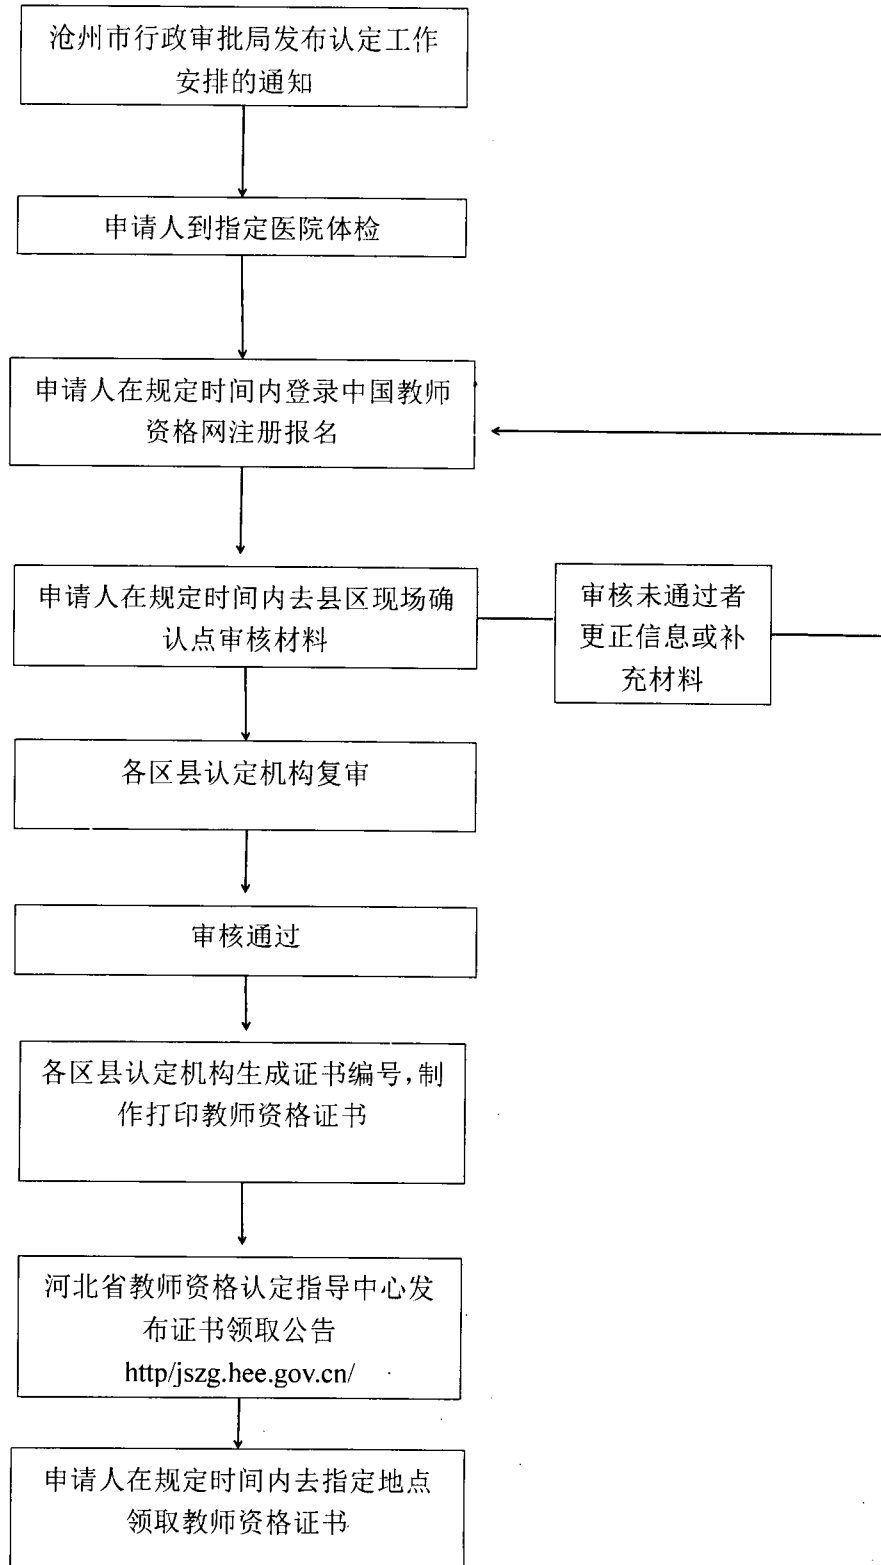 沧州市行政审批局发布认定工作
安排的通知
申请人到指定医院体检
申请人在规定时间内登录中国教师
资格网注册报名
申请人在规定时间内去县区现场确
认点审核材料
审核未通过者
更正信息或补
充材料
各区县认定机构复审
审核通过
各区县认定机构生成证书编号,制
作打印教师资格证书
河北省教师资格认定指导中心发
布证书领取公告
http/jszg.hee.gov.cn/
申请人在规定时间内去指定地点
领取教师资格证书